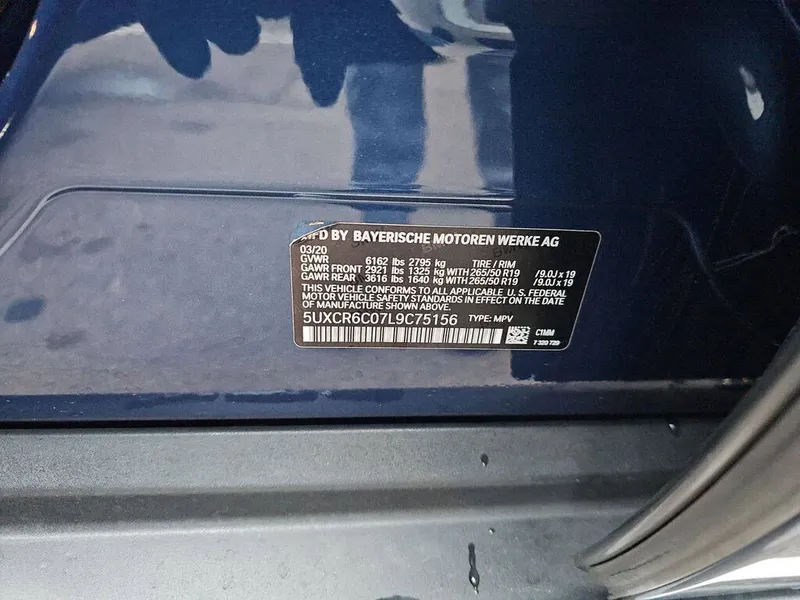 MFD BY BAYERISCHE MOTOREN WERKE AG
03/20
GVWR 6162 lbs 2795 kg TIRE / RIM
GAWR FRONT 2921 lbs 1325 kg WITH 265/50 R19 /9.0J x 19
GAWR REAR 3616 lbs 1640 kg WITH 265/50 R19 /9.0J x 19
THIS VEHICLE CONFORMS TO ALL APPLICABLE U. S. FEDERAL
MOTOR VEHICLE SAFETY STANDARDS IN EFFECT ON THE DATE
OF MANUFACTURE SHOWN ABOVE.
5UXCR6C07L9C75156 TYPE: MPV
C1MM
7 320 729